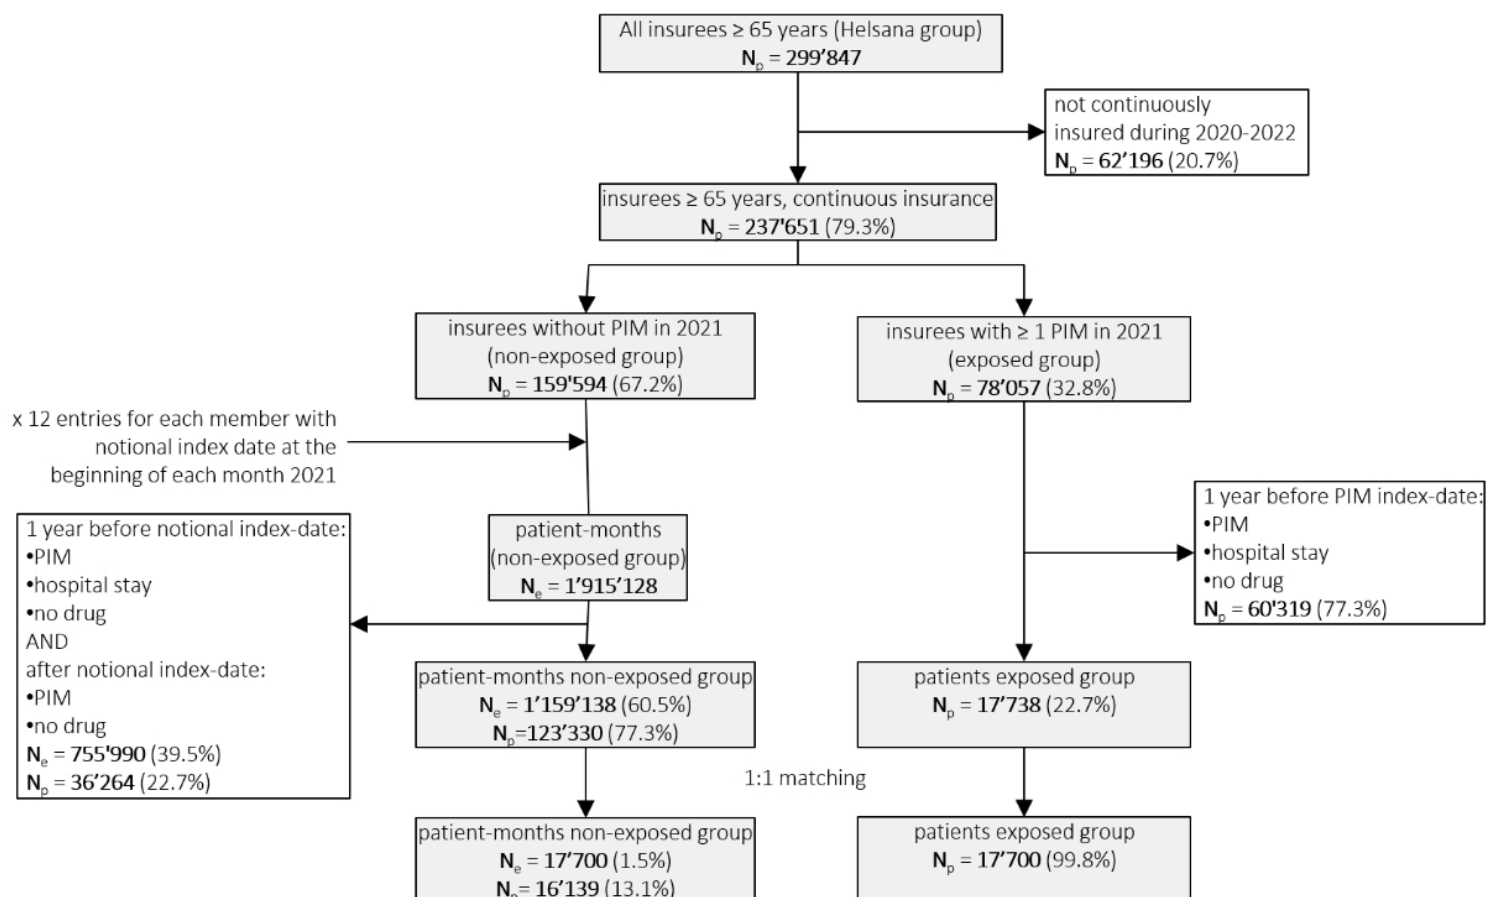 All insurees ≥ 65 years (Helsana group)
Np = 299’847
not continuously
insured during 2020-2022
Np = 62’196 (20.7%)
insurees ≥ 65 years, continuous insurance
Np = 237'651 (79.3%)
insurees without PIM in 2021
(non-exposed group)
Np = 159'594 (67.2%)
insurees with ≥ 1 PIM in 2021
(exposed group)
Np = 78’057 (32.8%)
x 12 entries for each member with
notional index date at the
beginning of each month 2021
patient-months
(non-exposed group)
Ne = 1’915’128
1 year before PIM index-date:
•PIM
•hospital stay
•no drug
Np = 60'319 (77.3%)
1 year before notional index-date:
•PIM
•hospital stay
•no drug
AND
after notional index-date:
•PIM
•no drug
Ne = 755'990 (39.5%)
Np = 36’264 (22.7%)
patient-months non-exposed group
Ne = 1’159’138 (60.5%)
Np=123’330 (77.3%)
patients exposed group
Np = 17’738 (22.7%)
1:1 matching
patient-months non-exposed group
Ne = 17’700 (1.5%)
Np= 16’139 (13.1%)
patients exposed group
Np = 17’700 (99.8%)